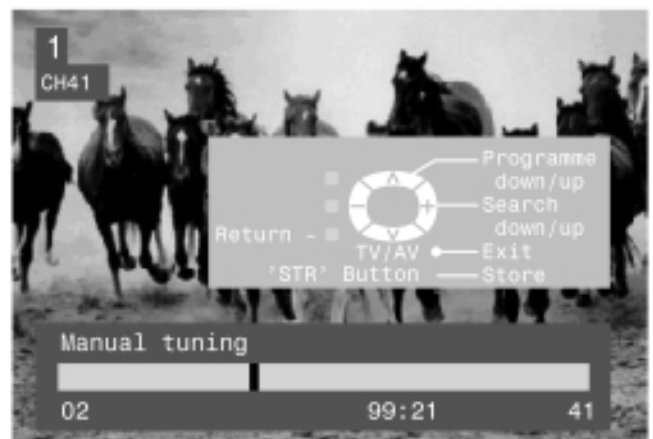 1
CH41
Programme
down/up
Search
down/up
Return -
TV/AV Exit
'STR' Button Store
Manual tuning
02 99:21 41